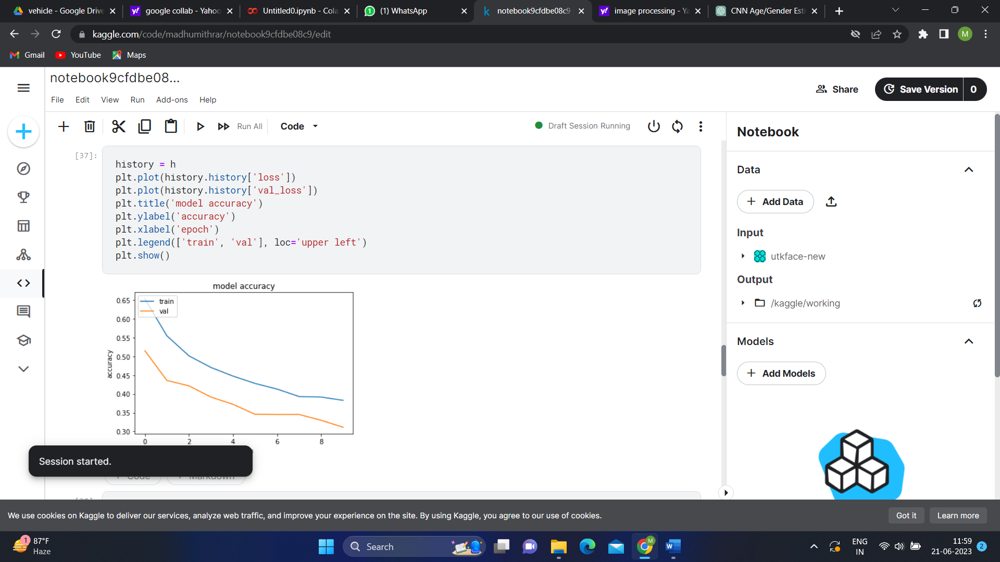 vehicle - Google Drive
google collab - Yahoo
Untitled0.ipynb - Cola
(1) WhatsApp
notebook9cfdbe08c9
image processing - Ya
CNN Age/Gender Esti
kaggle.com/code/madhumithrar/notebook9cfdbe08c9/edit
M
Gmail
YouTube
Maps
notebook9cfdbe08...
File Edit View Run Add-ons Help
Share
Save Version 0
Run All
Code
Draft Session Running
Notebook
[37]:
history = h
plt.plot(history.history['loss'])
plt.plot(history.history['val_loss'])
plt.title('model accuracy')
plt.ylabel('accuracy')
plt.xlabel('epoch')
plt.legend(['train', 'val'], loc='upper left')
plt.show()
model accuracy
train
val
accuracy
0.65
0.60
0.55
0.50
0.45
0.40
0.35
0.30
0 2 4 6 8
Data
+ Add Data
Input
utkface-new
Output
/kaggle/working
Models
+ Add Models
Session started.
+ Code + Markdown
We use cookies on Kaggle to deliver our services, analyze web traffic, and improve your experience on the site. By using Kaggle, you agree to our use of cookies.
Got it
Learn more
1
87°F
Haze
Search
M
W
ENG
IN
11:59
21-06-2023
2